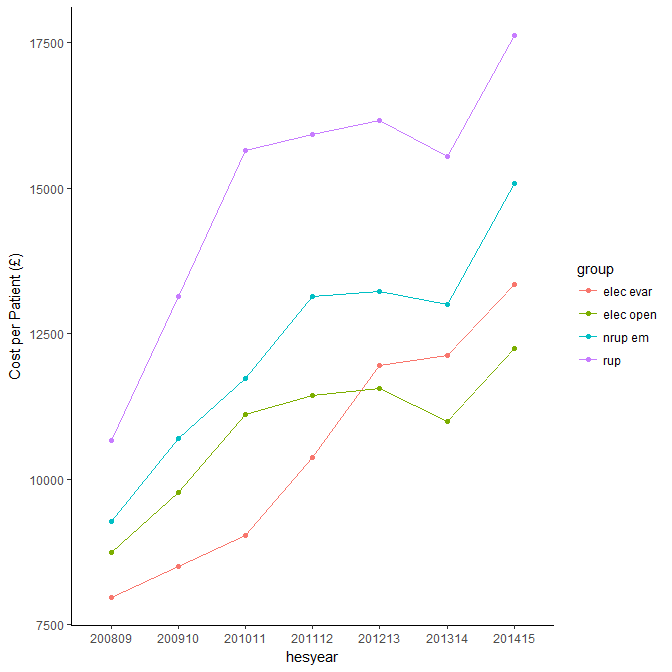 Cost per Patient (£)
17500
15000
12500
10000
7500
200809 200910 201011 201112 201213 201314 201415
hesyear
group
elec evar
elec open
nrup em
rup